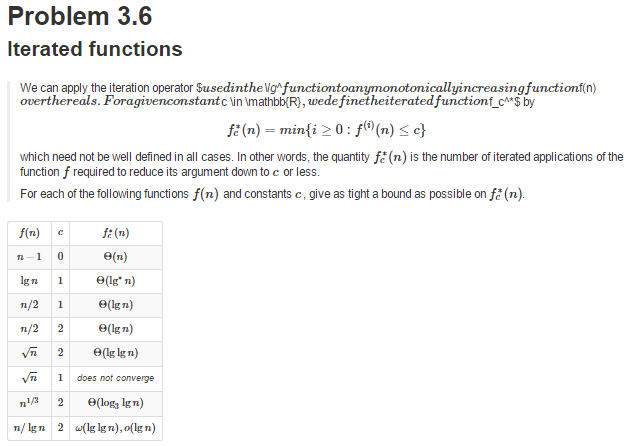 Problem 3.6
Iterated functions
We can apply the iteration operator $usedinthe \lg^functiontoanymonotonicallyincreasingfunctionf(n)
overthereals.Foragivenconstantc \in \mathbb{R},wedefinetheiteratedfunctionf_c^*$ by
f*c(n) = min{i ≥ 0 : f(i)(n) ≤ c}
which need not be well defined in all cases. In other words, the quantity f*c(n) is the number of iterated applications of the
function f required to reduce its argument down to c or less.
For each of the following functions f(n) and constants c, give as tight a bound as possible on f*c(n).
f(n) c f*c(n)
n − 1 0 Θ(n)
lg n 1 Θ(lg* n)
n/2 1 Θ(lg n)
n/2 2 Θ(lg n)
√n 2 Θ(lg lg n)
√n 1 does not converge
n^1/3 2 Θ(log₃ lg n)
n/ lg n 2 ω(lg lg n), o(lg n)